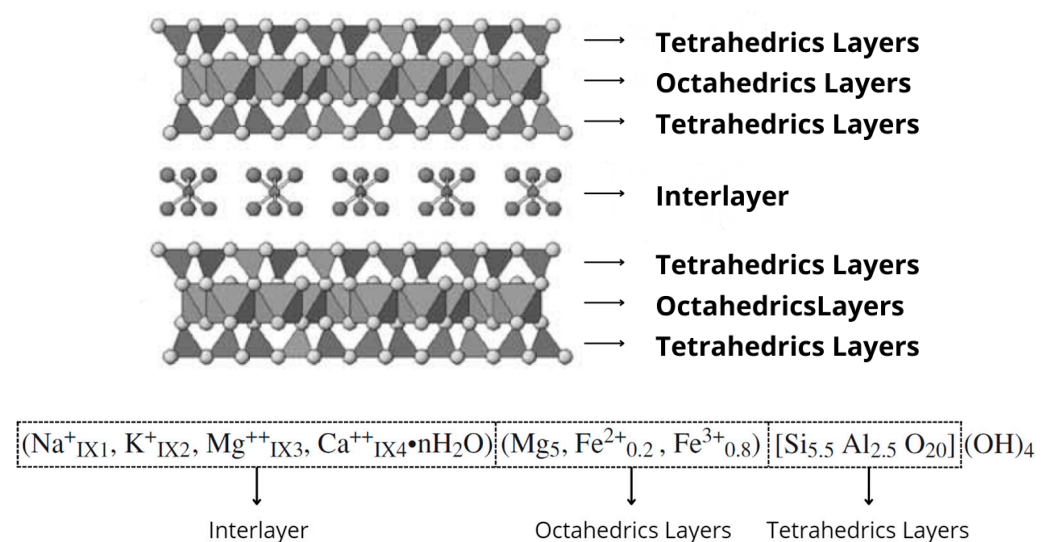 Tetrahedrics Layers
Octahedrics Layers
Tetrahedrics Layers
Interlayer
Tetrahedrics Layers
OctahedricsLayers
Tetrahedrics Layers
(Na⁺IX1, K⁺IX2, Mg⁺⁺IX3, Ca⁺⁺IX4•nH₂O) (Mg₅, Fe²⁺0.2 , Fe³⁺0.8) [Si5.5 Al2.5 O20] (OH)₄
Interlayer Octahedrics Layers Tetrahedrics Layers